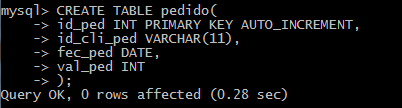 mysql> CREATE TABLE pedido(
    -> id_ped INT PRIMARY KEY AUTO_INCREMENT,
    -> id_cli_ped VARCHAR(11),
    -> fec_ped DATE,
    -> val_ped INT
    -> );
Query OK, 0 rows affected (0.28 sec)